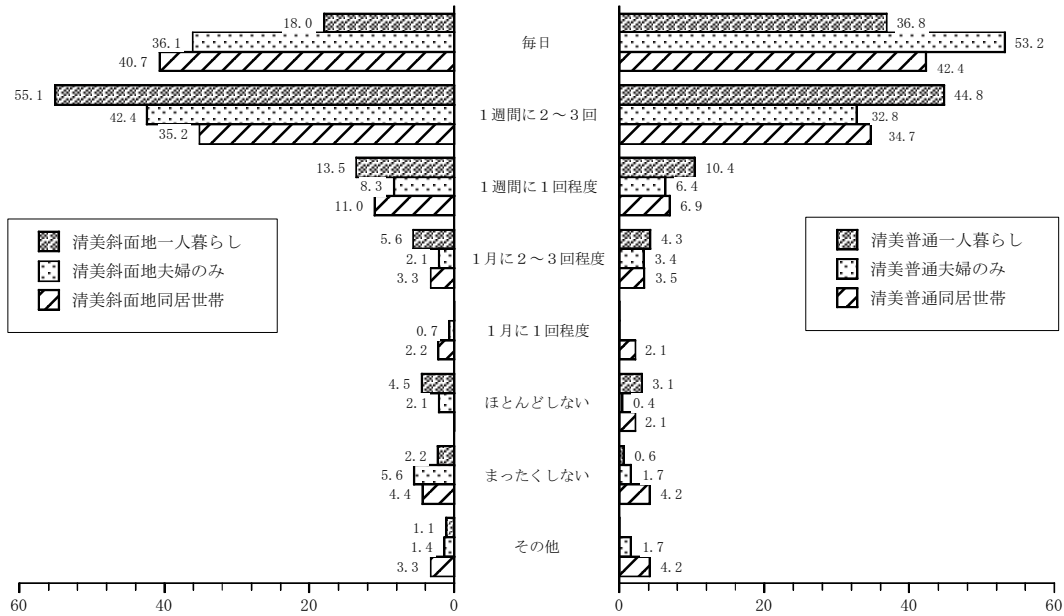 18.0
36.1
40.7
毎日
36.8
53.2
42.4
55.1
42.4
35.2
1週間に2～3回
44.8
32.8
34.7
13.5
8.3
11.0
1週間に1回程度
10.4
6.4
6.9
5.6
2.1
3.3
1月に2～3回程度
4.3
3.4
3.5
0.7
2.2
1月に1回程度
2.1
4.5
2.1
ほとんどしない
3.1
0.4
2.1
2.2
5.6
4.4
まったくしない
0.6
1.7
4.2
1.1
1.4
3.3
その他
1.7
4.2
清美斜面地一人暮らし
清美斜面地夫婦のみ
清美斜面地同居世帯
清美普通一人暮らし
清美普通夫婦のみ
清美普通同居世帯
60 40 20 0 0 20 40 60